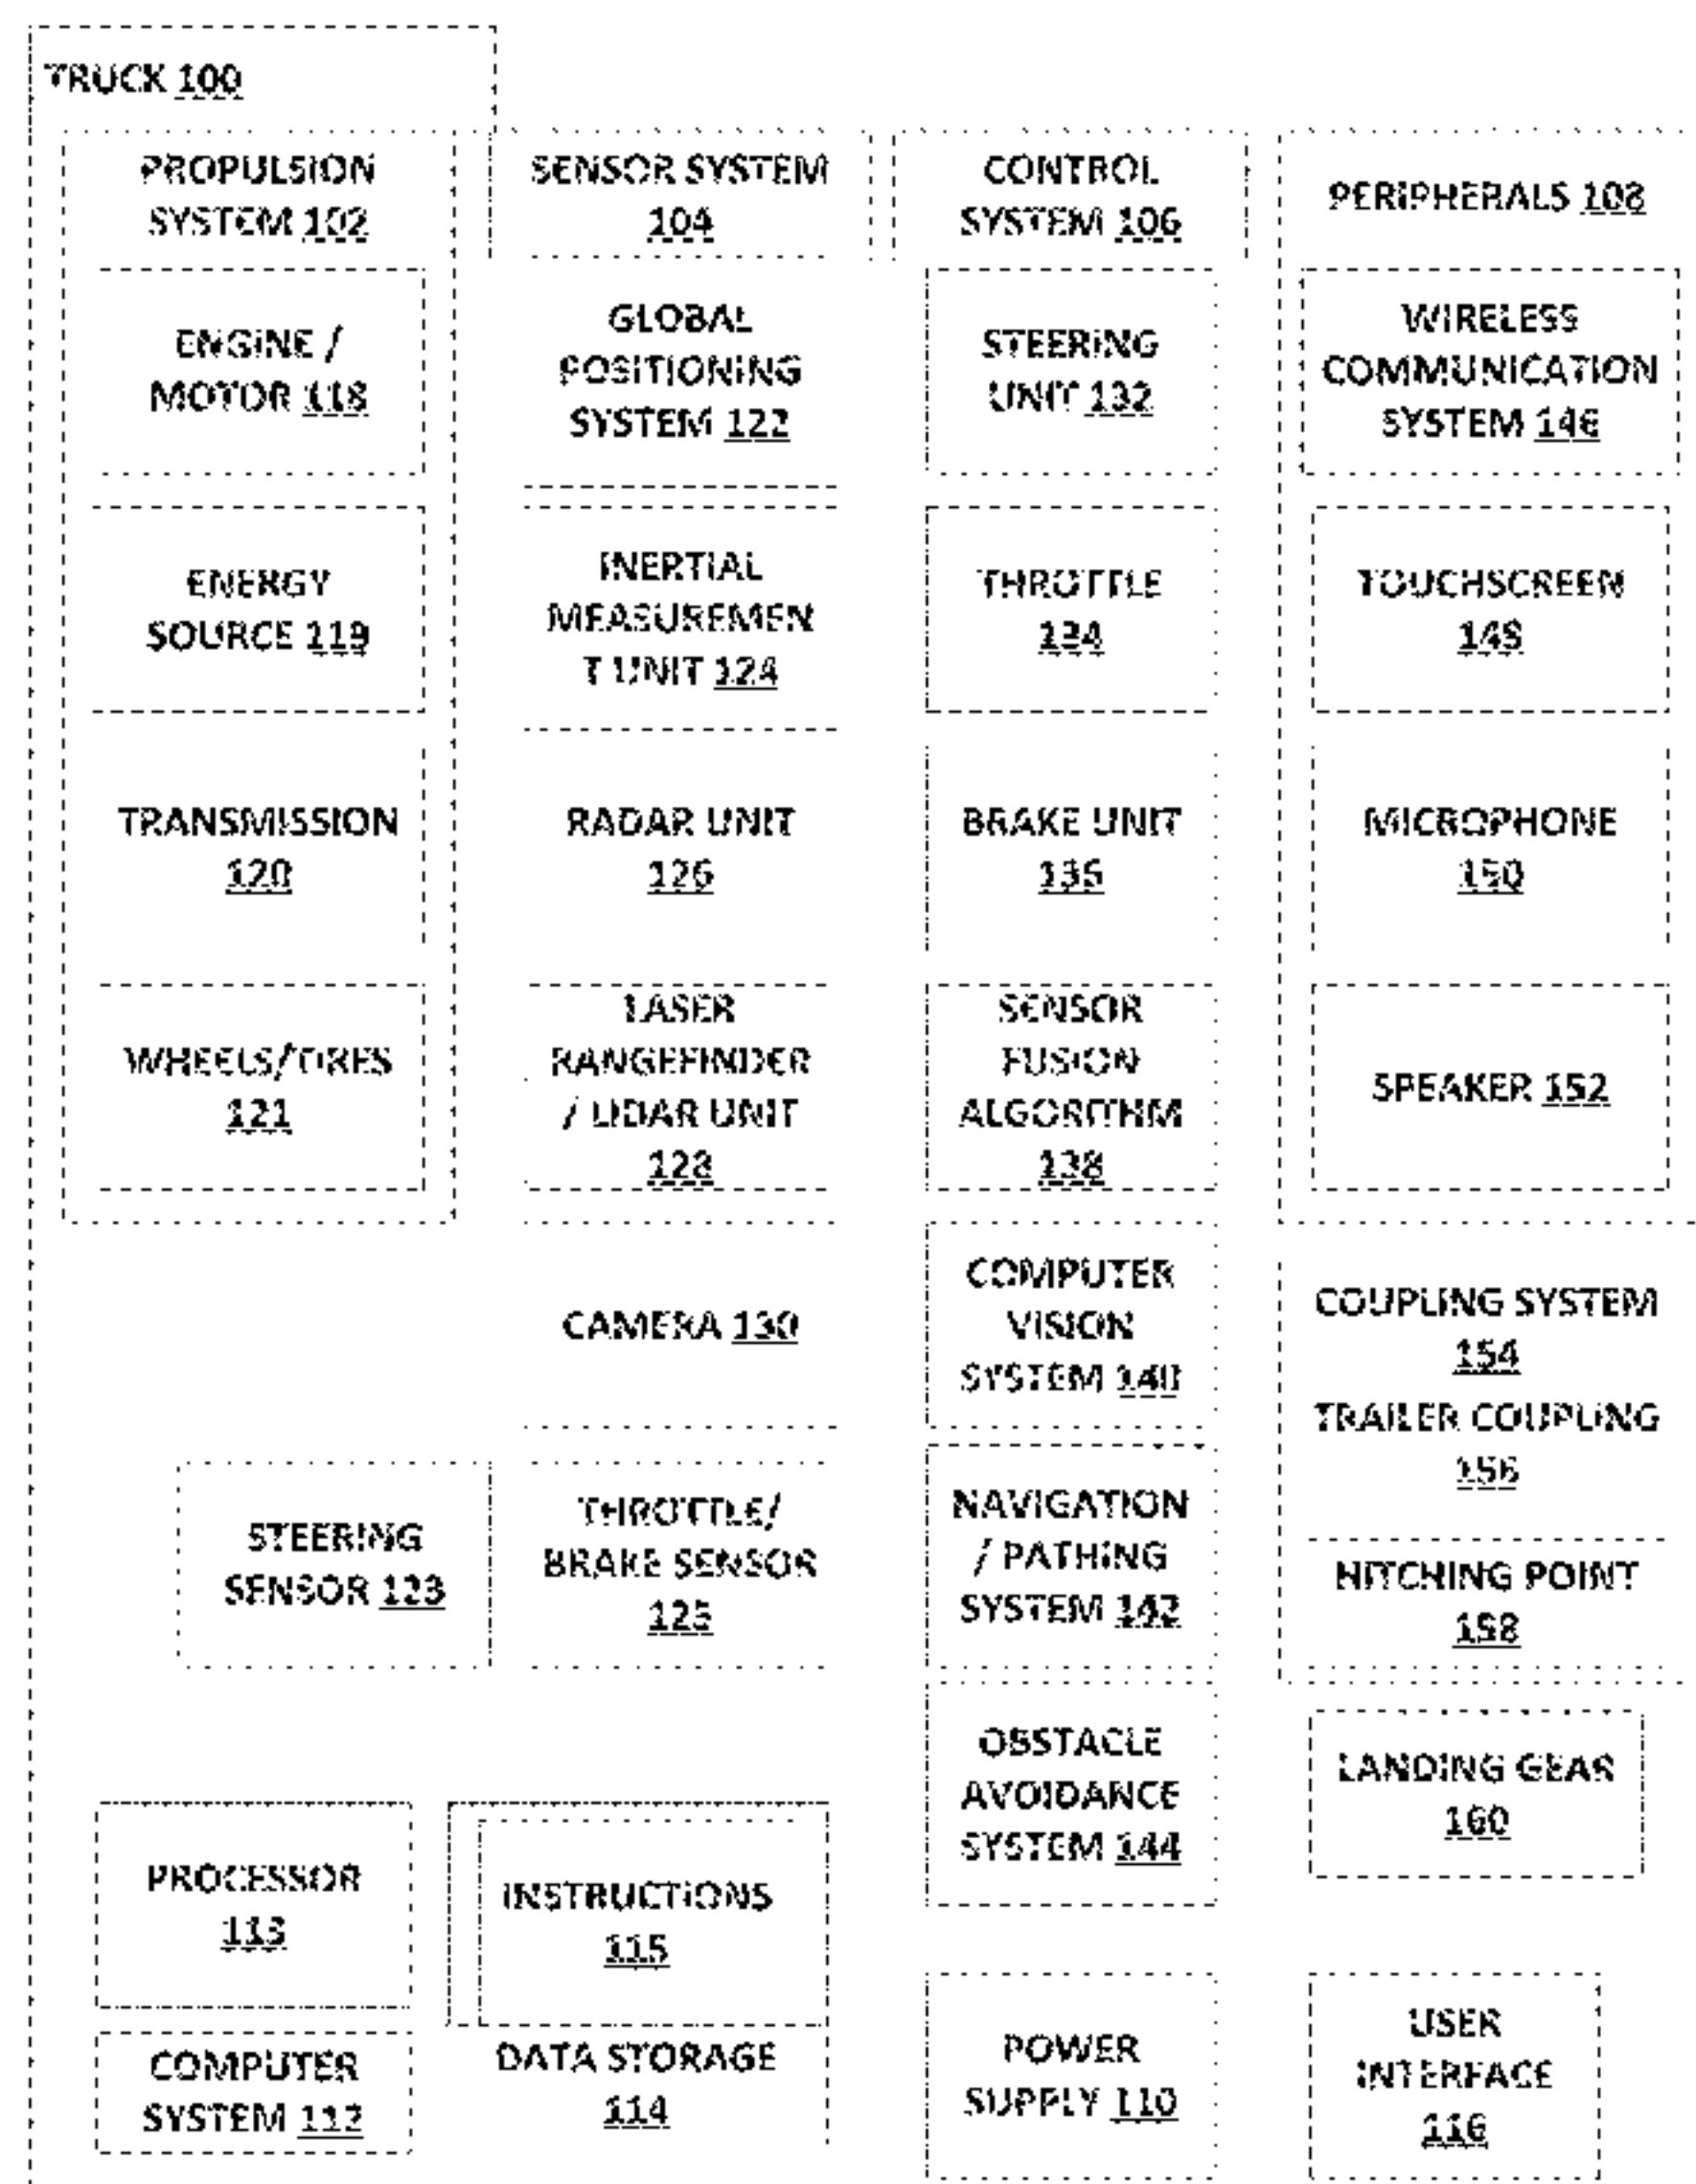 TRUCK 100
PROPULSION
SYSTEM 102
ENGINE /
MOTOR 118
ENERGY
SOURCE 119
TRANSMISSION
120
WHEELS/TIRES
121
SENSOR SYSTEM
104
GLOBAL
POSITIONING
SYSTEM 122
INERTIAL
MEASUREMEN
T UNIT 124
RADAR UNIT
126
LASER
RANGEFINDER
/ LIDAR UNIT
128
CAMERA 130
STEERING
SENSOR 123
THROTTLE/
BRAKE SENSOR
125
CONTROL
SYSTEM 106
STEERING
UNIT 132
THROTTLE
134
BRAKE UNIT
136
SENSOR
FUSION
ALGORITHM
138
COMPUTER
VISION
SYSTEM 140
NAVIGATION
/ PATHING
SYSTEM 142
OBSTACLE
AVOIDANCE
SYSTEM 144
PERIPHERALS 108
WIRELESS
COMMUNICATION
SYSTEM 146
TOUCHSCREEN
148
MICROPHONE
150
SPEAKER 152
COUPLING SYSTEM
154
TRAILER COUPLING
156
HITCHING POINT
158
LANDING GEAR
160
PROCESSOR
113
COMPUTER
SYSTEM 112
INSTRUCTIONS
115
DATA STORAGE
114
POWER
SUPPLY 110
USER
INTERFACE
116